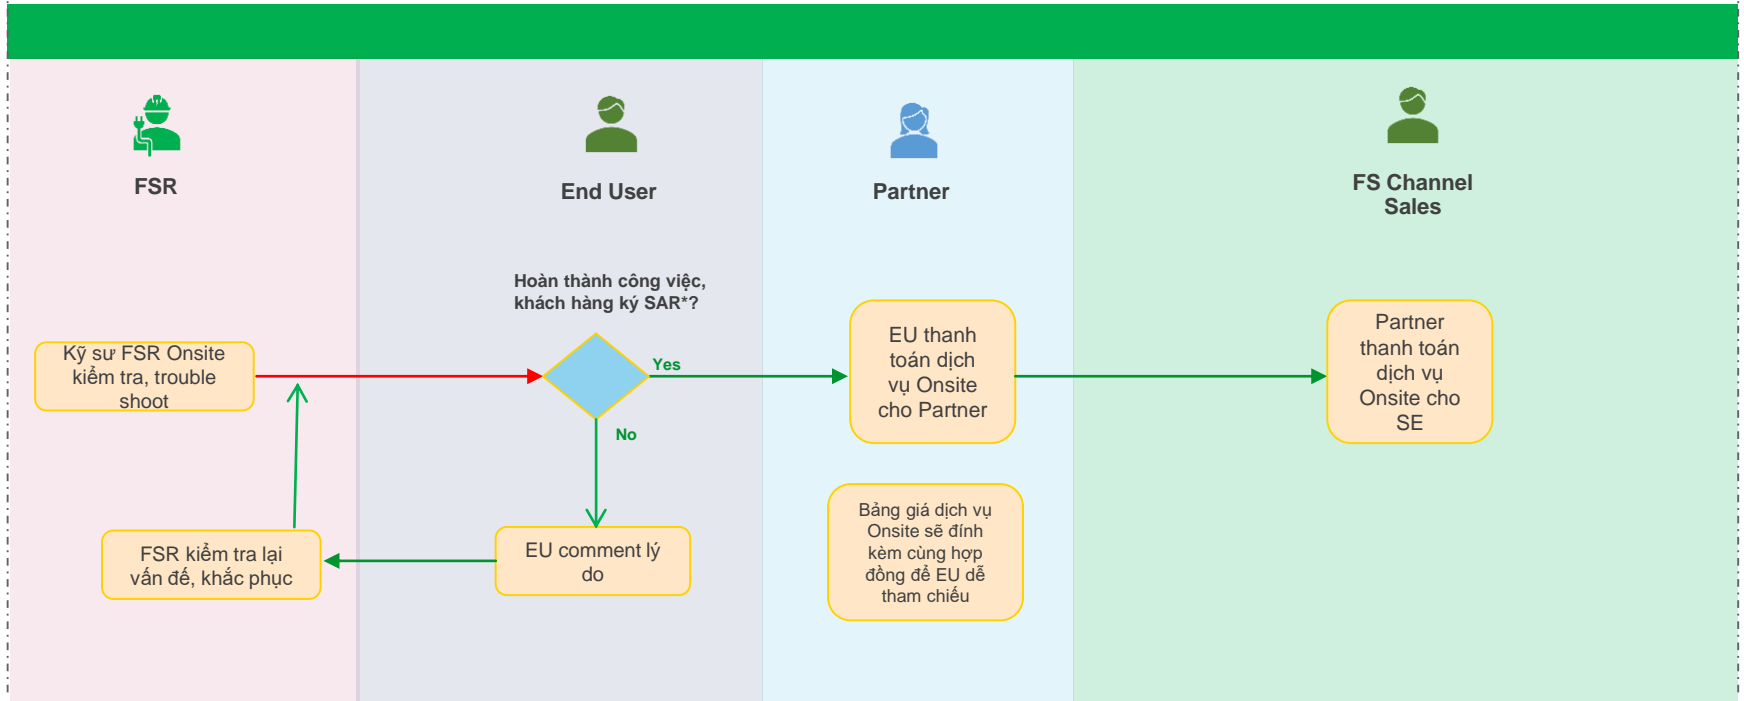 FSR
End User
Partner
FS Channel
Sales
Hoàn thành công việc,
khách hàng ký SAR*?
Kỹ sư FSR Onsite
kiểm tra, trouble
shoot
Yes
No
EU thanh
toán dịch
vụ Onsite
cho Partner
Partner
thanh toán
dịch vụ
Onsite cho
SE
FSR kiểm tra lại
vấn đế, khắc phục
EU comment lý
do
Bảng giá dịch vụ
Onsite sẽ đính
kèm cùng hợp
đồng để EU dễ
tham chiếu